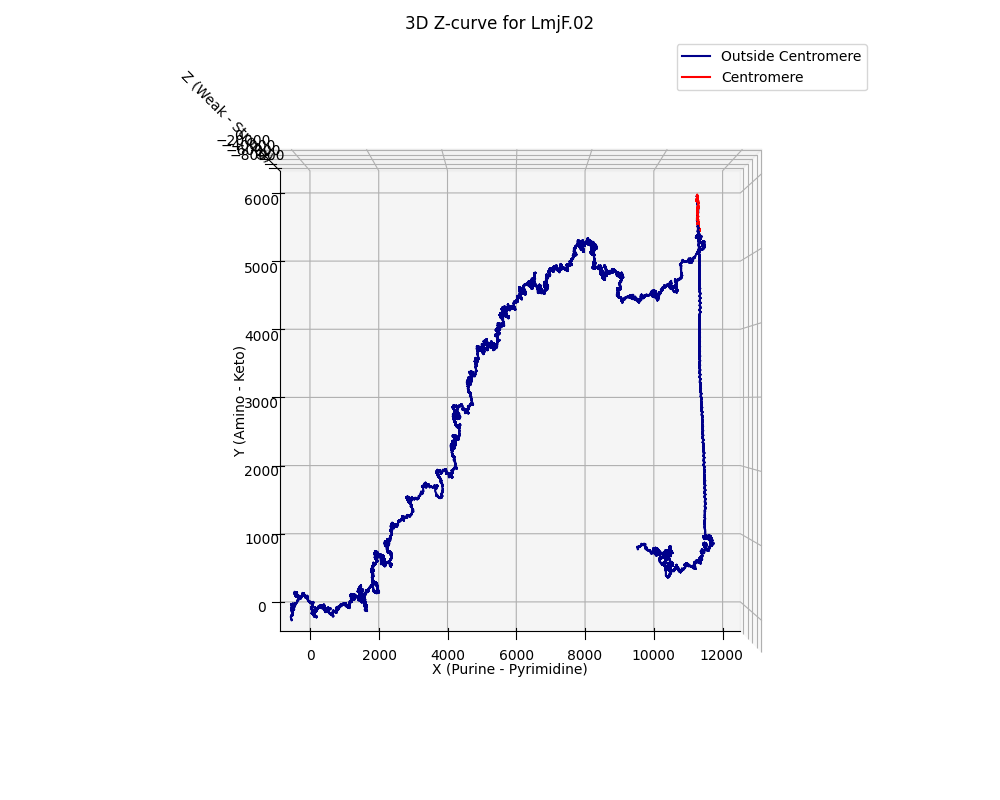 3D Z-curve for LmjF.02
Outside Centromere
Centromere
Z (Weak -
6000
5000
4000
3000
2000
1000
0
Y (Amino - Keto)
0 2000 4000 6000 8000 10000 12000
X (Purine - Pyrimidine)